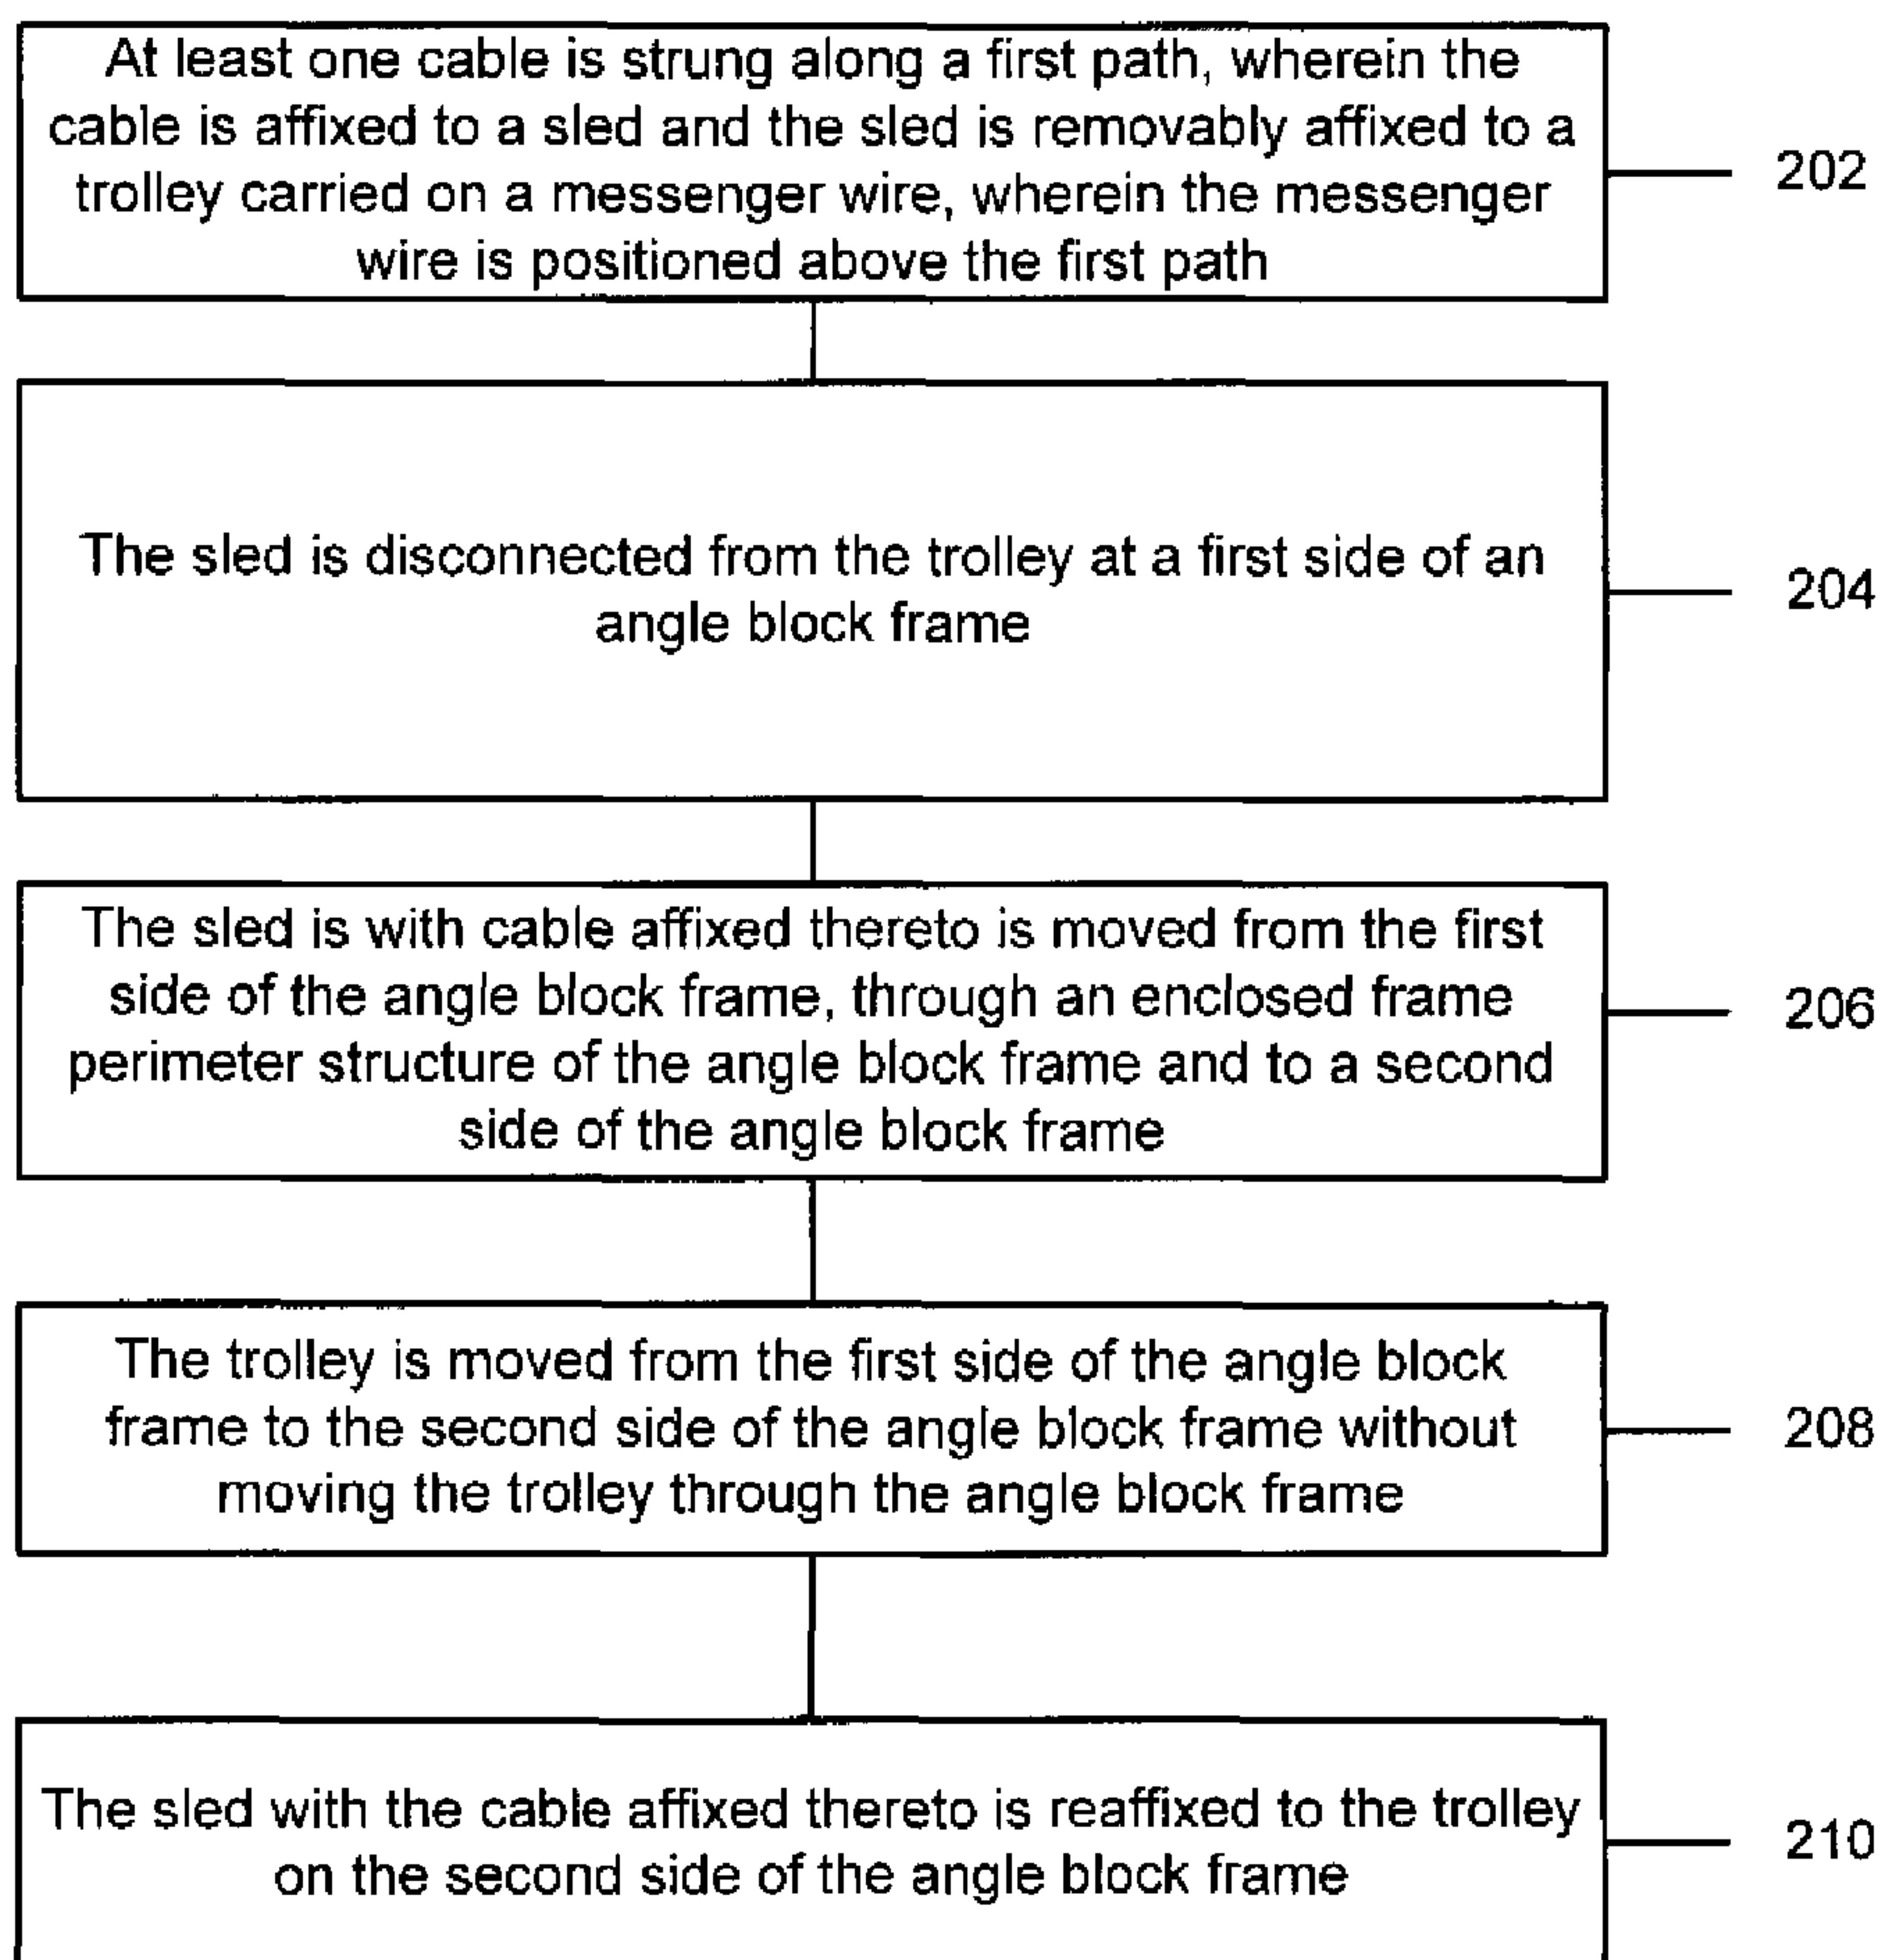 At least one cable is strung along a first path, wherein the
cable is affixed to a sled and the sled is removably affixed to a
trolley carried on a messenger wire, wherein the messenger
wire is positioned above the first path
202
The sled is disconnected from the trolley at a first side of an
angle block frame
204
The sled is with cable affixed thereto is moved from the first
side of the angle block frame, through an enclosed frame
perimeter structure of the angle block frame and to a second
side of the angle block frame
206
The trolley is moved from the first side of the angle block
frame to the second side of the angle block frame without
moving the trolley through the angle block frame
208
The sled with the cable affixed thereto is reaffixed to the trolley
on the second side of the angle block frame
210